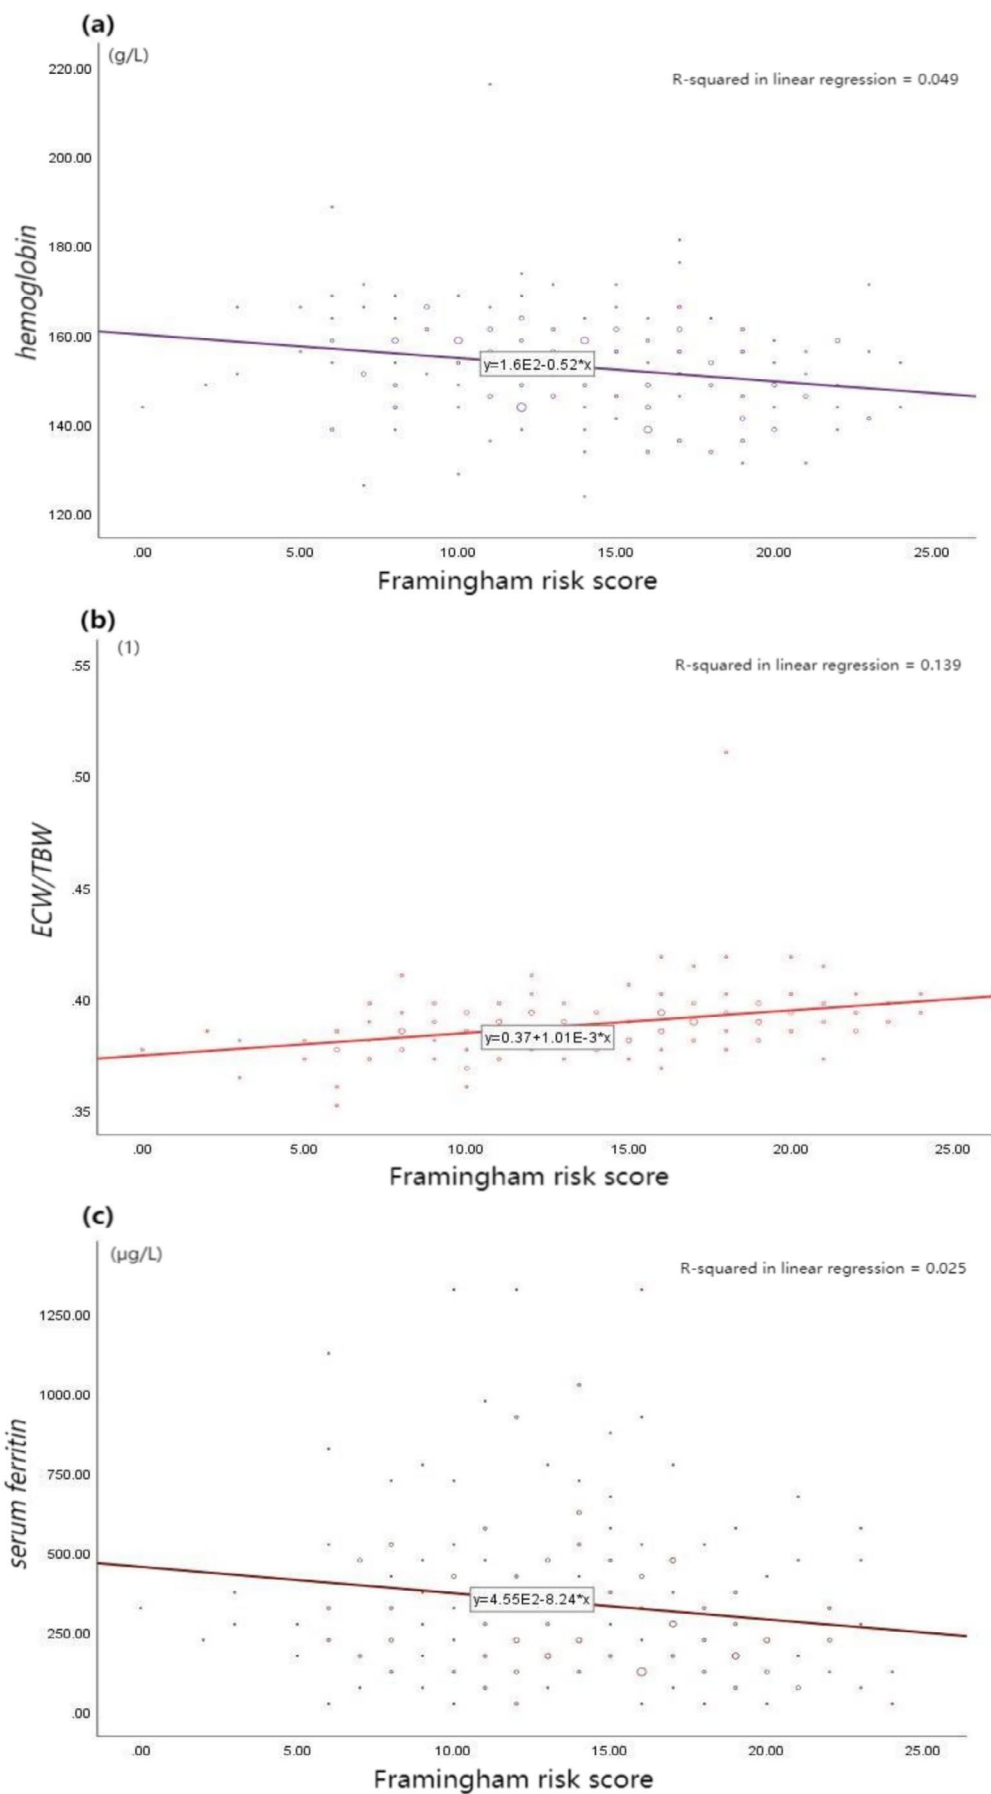 (a)
(g/L)
R-squared in linear regression = 0.049
220.00
200.00
180.00
160.00
140.00
120.00
hemoglobin
y=1.6E2-0.52*x
.00 5.00 10.00 15.00 20.00 25.00
Framingham risk score
(b)
(1)
R-squared in linear regression = 0.139
.55
.50
.45
.40
.35
ECW/TBW
y=0.37+1.01E-3*x
.00 5.00 10.00 15.00 20.00 25.00
Framingham risk score
(c)
(μg/L)
R-squared in linear regression = 0.025
1250.00
1000.00
750.00
500.00
250.00
.00
serum ferritin
y=4.55E2-8.24*x
.00 5.00 10.00 15.00 20.00 25.00
Framingham risk score